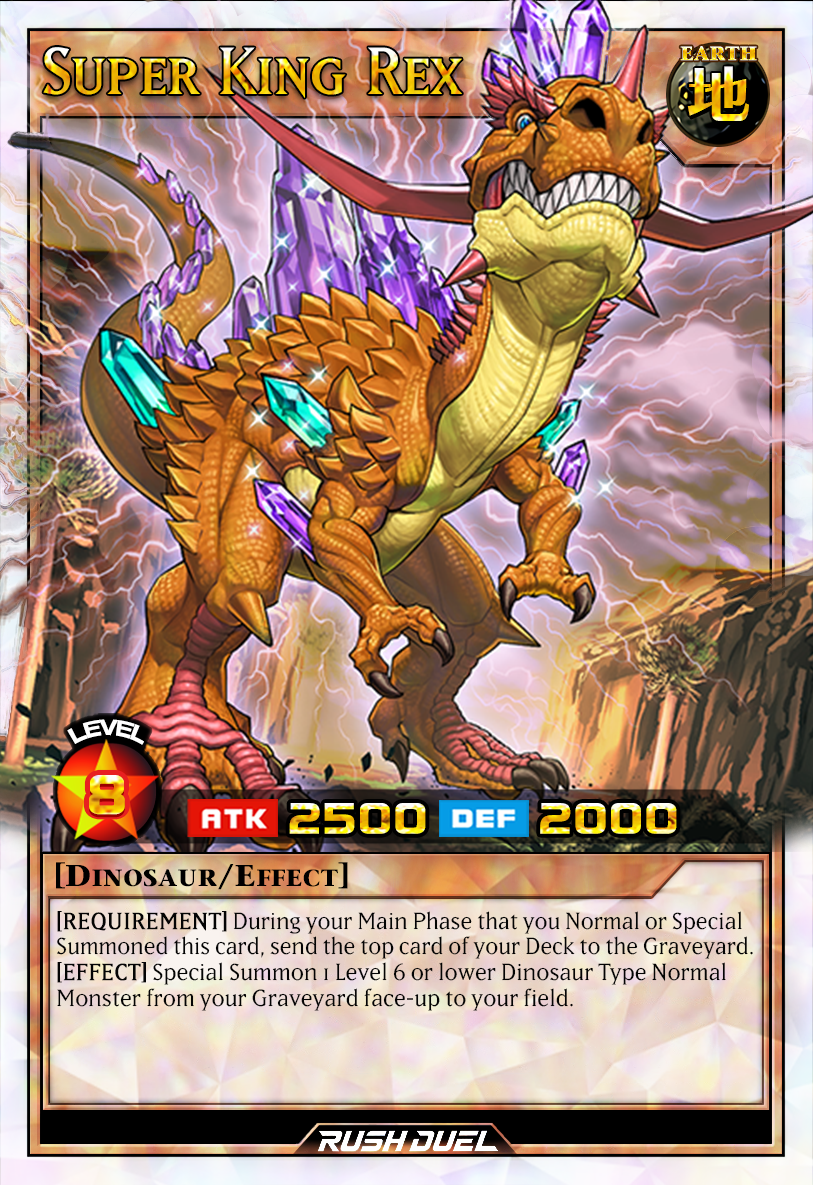 Super King Rex
EARTH
地
LEVEL
8
ATK 2500 DEF 2000
[Dinosaur/Effect]
[REQUIREMENT] During your Main Phase that you Normal or Special
Summoned this card, send the top card of your Deck to the Graveyard.
[EFFECT] Special Summon 1 Level 6 or lower Dinosaur Type Normal
Monster from your Graveyard face-up to your field.
RUSH DUEL